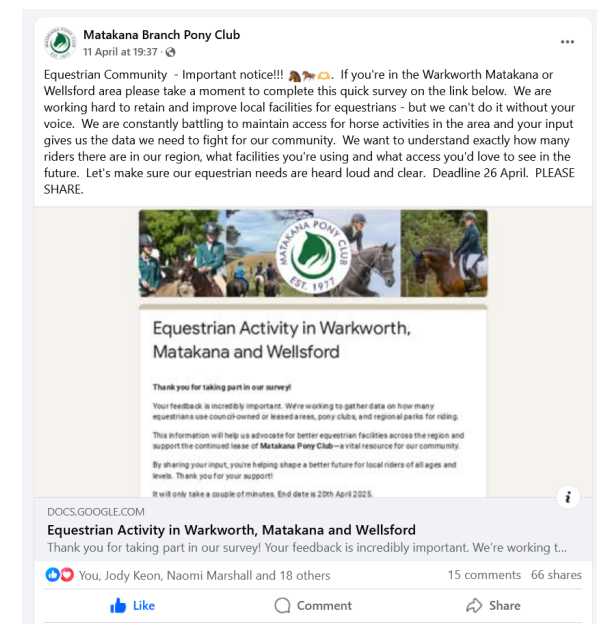 Matakana Branch Pony Club
11 April at 19:37 ·
Equestrian Community - Important notice!!! 🐴🐎🫶. If you're in the Warkworth Matakana or
Wellsford area please take a moment to complete this quick survey on the link below. We are
working hard to retain and improve local facilities for equestrians - but we can't do it without your
voice. We are constantly battling to maintain access for horse activities in the area and your input
gives us the data we need to fight for our community. We want to understand exactly how many
riders there are in our region, what facilities you're using and what access you'd love to see in the
future. Let's make sure our equestrian needs are heard loud and clear. Deadline 26 April. PLEASE
SHARE.
MATAKANA PONY CLUB
EST. 1977
Equestrian Activity in Warkworth,
Matakana and Wellsford
Thank you for taking part in our survey!
Your feedback is incredibly important. We're working to gather data on how many
equestrians use council-owned or leased areas, pony clubs, and regional parks for riding.
This information will help us advocate for better equestrian facilities across the region and
support the continued lease of Matakana Pony Club—a vital resource for our community.
By sharing your input, you're helping shape a better future for local riders of all ages and
levels. Thank you for your support!
It will only take a couple of minutes. End date is 20th April 2025.
DOCS.GOOGLE.COM
Equestrian Activity in Warkworth, Matakana and Wellsford
Thank you for taking part in our survey! Your feedback is incredibly important. We're working t...
You, Jody Keon, Naomi Marshall and 18 others
15 comments 66 shares
Like
Comment
Share